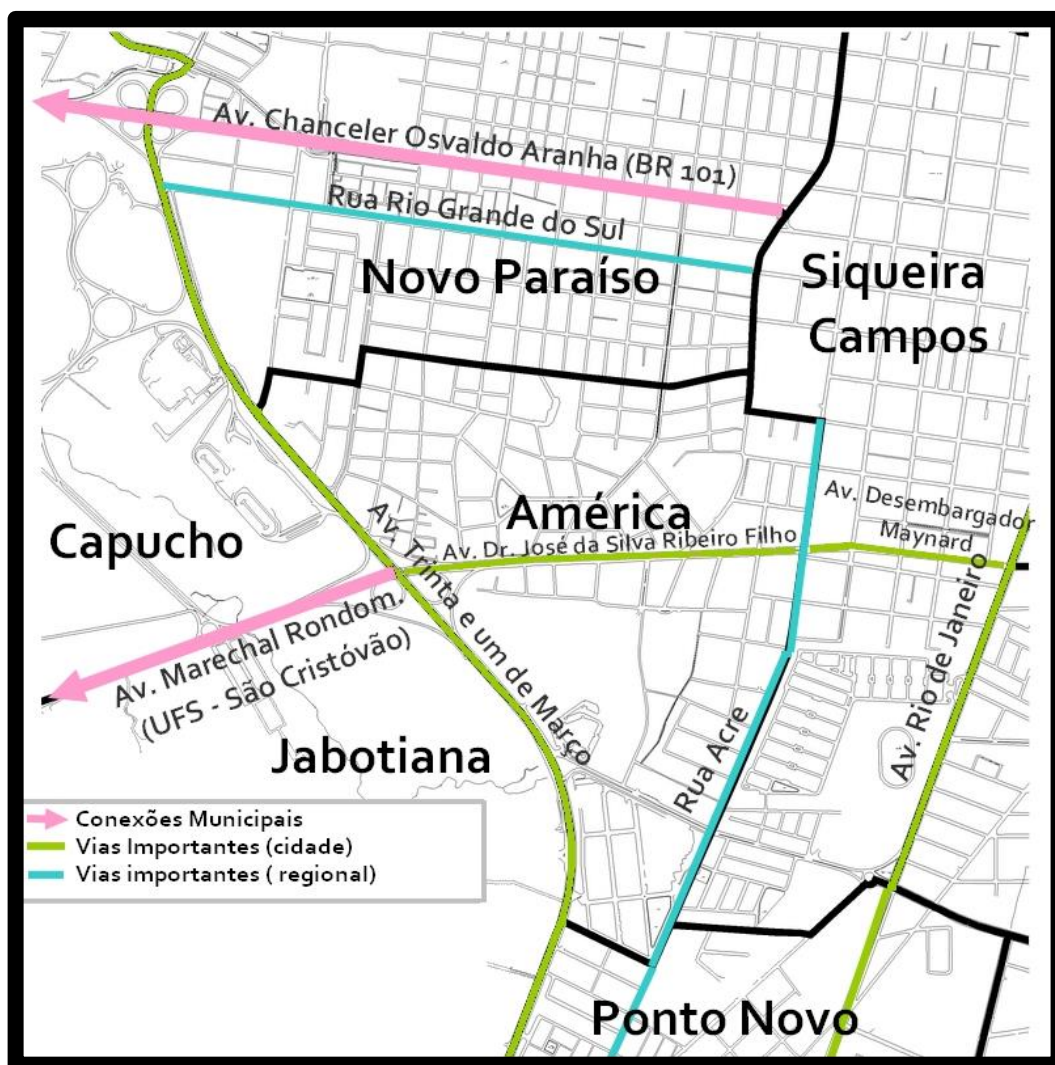 Av. Chanceler Osvaldo Aranha (BR 101)
Rua Rio Grande do Sul
Novo Paraíso
Siqueira
Campos
América
Av. Desembargador
Maynard
Av. Dr. José da Silva Ribeiro Filho
Capucho
Av. Trinta e um de Março
Av. Marechal Rondom.
(UFS - São Cristóvão)
Av. Rio de Janeiro
Rua Acre
Jabotiana
Conexões Municipais
Vias Importantes (cidade)
Vias importantes ( regional)
Ponto Novo